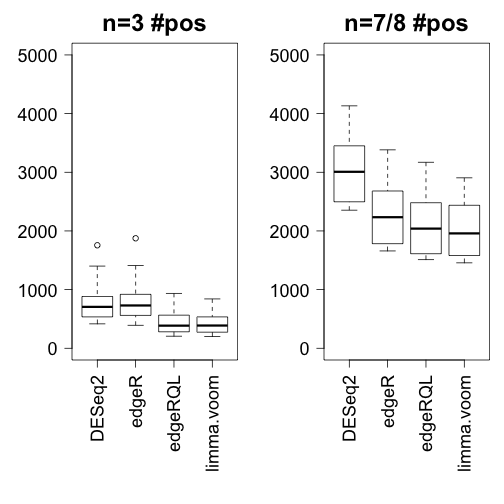 n=3 #pos
5000
4000
3000
2000
1000
0
DESeq2
edgeR
edgeRQL
limma.voom
n=7/8 #pos
5000
4000
3000
2000
1000
0
DESeq2
edgeR
edgeRQL
limma.voom